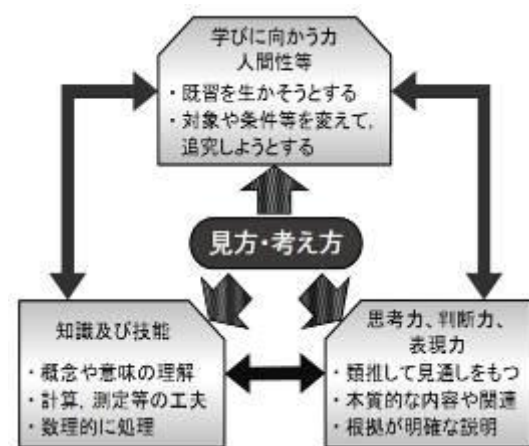 学びに向かう力
人間性等
・既習を生かそうとする
・対象や条件等を変えて,
追究しようとする
見方・考え方
知識及び技能
・概念や意味の理解
・計算,測定等の工夫
・数理的に処理
思考力、判断力、
表現力
・類推して見通しをもつ
・本質的な内容や関連
・根拠が明確な説明